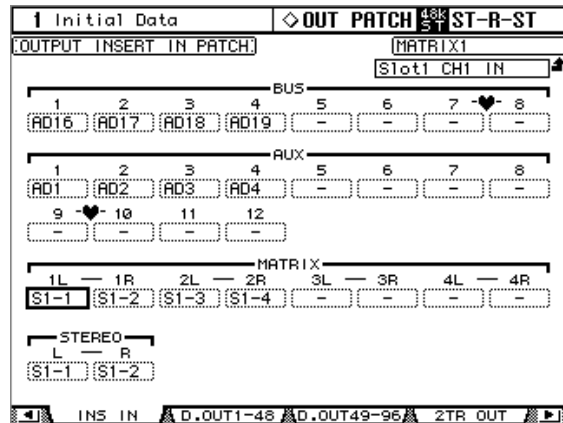 1 Initial Data ◇OUT PATCH 48K ST ST-R-ST
OUTPUT INSERT IN PATCH MATRIX1
Slot1 CH1 IN
BUS
1 2 3 4 5 6 7 -♥- 8
AD16 AD17 AD18 AD19 - - - -
AUX
1 2 3 4 5 6 7 8
AD1 AD2 AD3 AD4 - - - -
9 -♥- 10 11 12
- - - -
MATRIX
1L — 1R 2L — 2R 3L — 3R 4L — 4R
S1-1 S1-2 S1-3 S1-4 - - - -
STEREO
L — R
S1-1 S1-2
INS IN D.OUT1-48 D.OUT49-96 2TR OUT